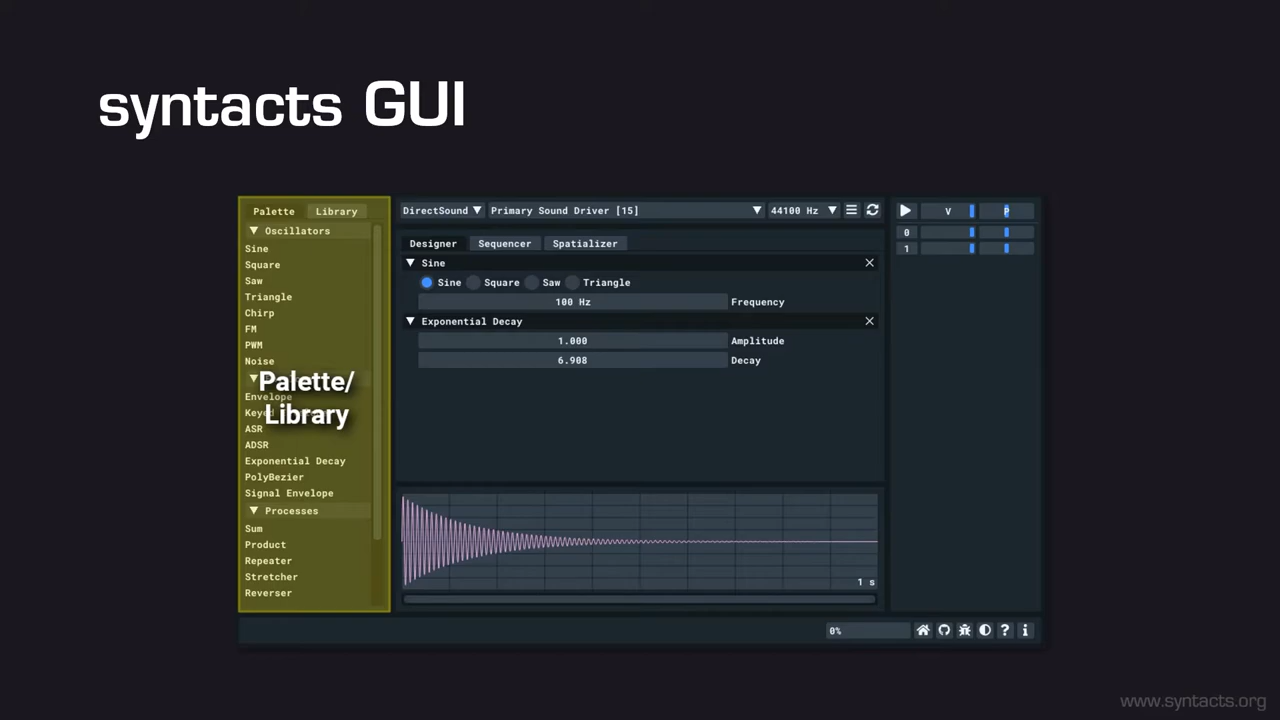 syntacts GUI
Palette Library
Oscillators
Sine
Square
Saw
Triangle
Chirp
FM
PWM
Noise
Palette/
Library
Envelope
ASR
ADSR
Exponential Decay
PolyBezier
Signal Envelope
Processes
Sum
Product
Repeater
Stretcher
Reverser
DirectSound Primary Sound Driver [15] 44100 Hz
Designer Sequencer Spatializer
Sine
Sine Square Saw Triangle
100 Hz Frequency
Exponential Decay
1.000 Amplitude
6.908 Decay
1 s
V P
0
1
0%
www.syntacts.org